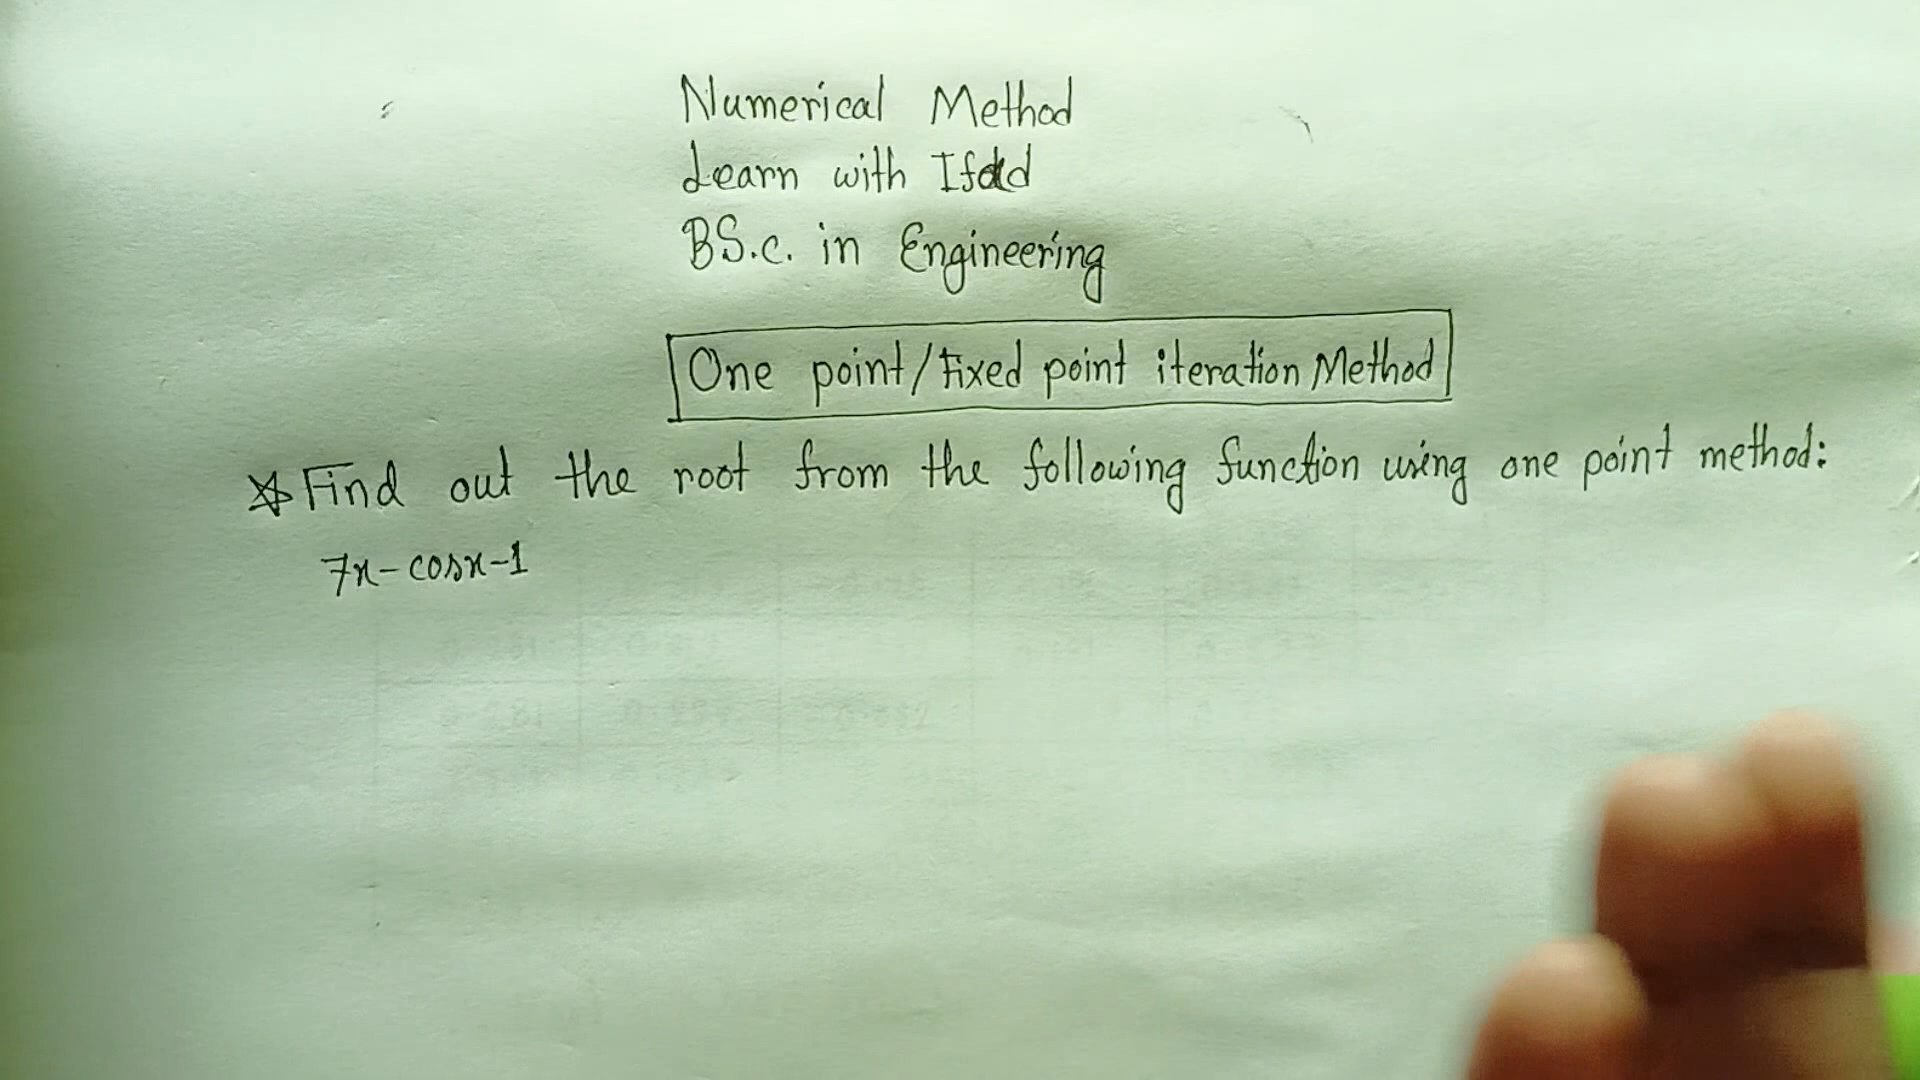 Numerical Method
Learn with Ifad
BS.c. in Engineering
One point/Fixed point iteration Method
Find out the root from the following function using one point method:
7x-cosx-1